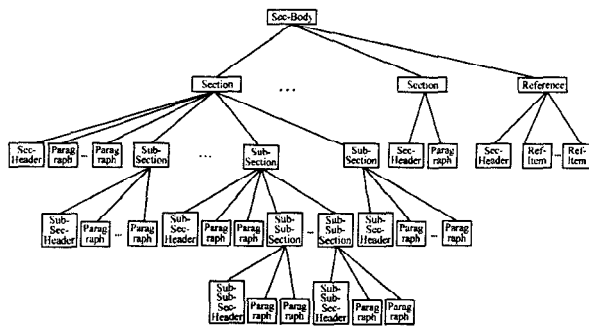 Sec-Body
Section
...
Section
Reference
Sec-
Header
Parag
raph
...
Parag
raph
Sub-
Section
...
Sub-
Section
Sub-
Section
Sec-
Header
Parag
raph
Sec-
Header
Ref-
Item
...
Ref-
Item
Sub-
Sec-
Header
Parag
raph
...
Parag
raph
Sub-
Sec-
Header
Parag
raph
Parag
raph
Sub-
Sub-
Section
...
Sub-
Sub-
Section
Sub-
Sec-
Header
Parag
raph
...
Parag
raph
Sub-
Sub-
Sec-
Header
Parag
raph
Parag
raph
Sub-
Sub-
Sec-
Header
Parag
raph
Parag
raph